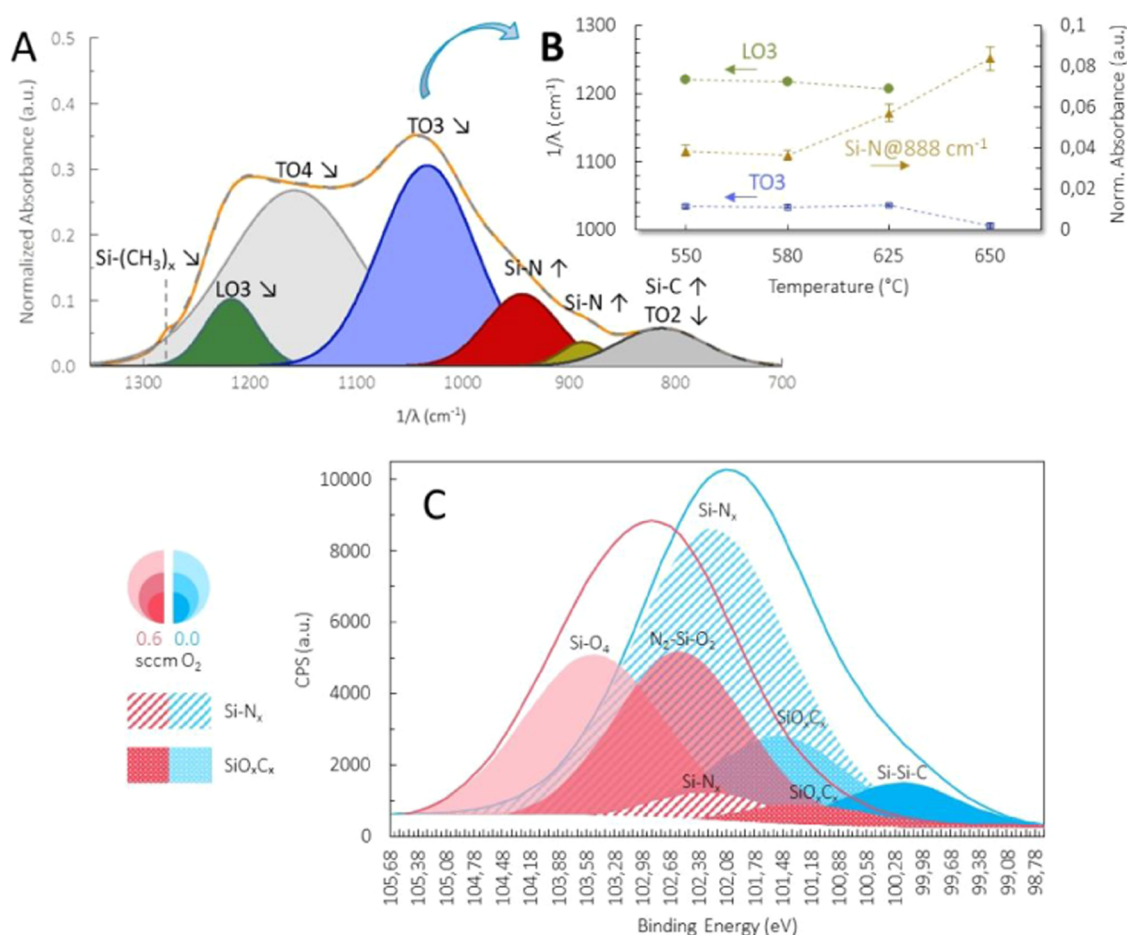 A
Normalized Absorbance (a.u.)
0.5
0.4
0.3
0.2
0.1
0.0
TO3 ↘
TO4 ↘
Si-(CH₃)ₓ ↘
LO3 ↘
Si-N ↑
Si-N ↑
Si-C ↑
TO2 ↓
1300 1200 1100 1000 900 800 700
1/λ (cm⁻¹)
B
1/λ (cm⁻¹)
1300
1200
1100
1000
LO3
Si-N@888 cm⁻¹
TO3
0,1
0,08
0,06
0,04
0,02
0
Norm. Absorbance (a.u.)
550 580 625 650
Temperature (°C)
C
CPS (a.u.)
10000
8000
6000
4000
2000
0
Si-Nₓ
Si-O₄
N₂-Si-O₂
SiOₓCₓ
Si-Si-C
Si-Nₓ
SiOₓCₓ
0.6 0.0
sccm O₂
Si-Nₓ
SiOₓCₓ
105,68 105,38 105,08 104,78 104,48 104,18 103,88 103,58 103,28 102,98 102,68 102,38 102,08 101,78 101,48 101,18 100,88 100,58 100,28 99,98 99,68 99,38 99,08 98,78
Binding Energy (eV)